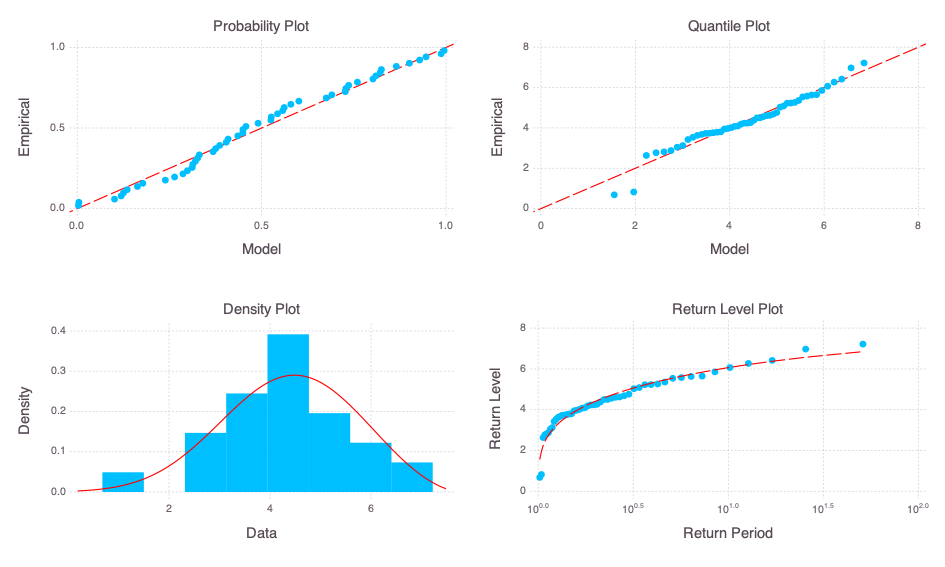 Probability Plot
1.0
0.5
0.0
0.0 0.5 1.0
Empirical
Model
Quantile Plot
8
6
4
2
0
0 2 4 6 8
Empirical
Model
Density Plot
0.4
0.3
0.2
0.1
0.0
2 4 6
Density
Data
Return Level Plot
8
6
4
2
0
10^0.0 10^0.5 10^1.0 10^1.5 10^2.0
Return Level
Return Period